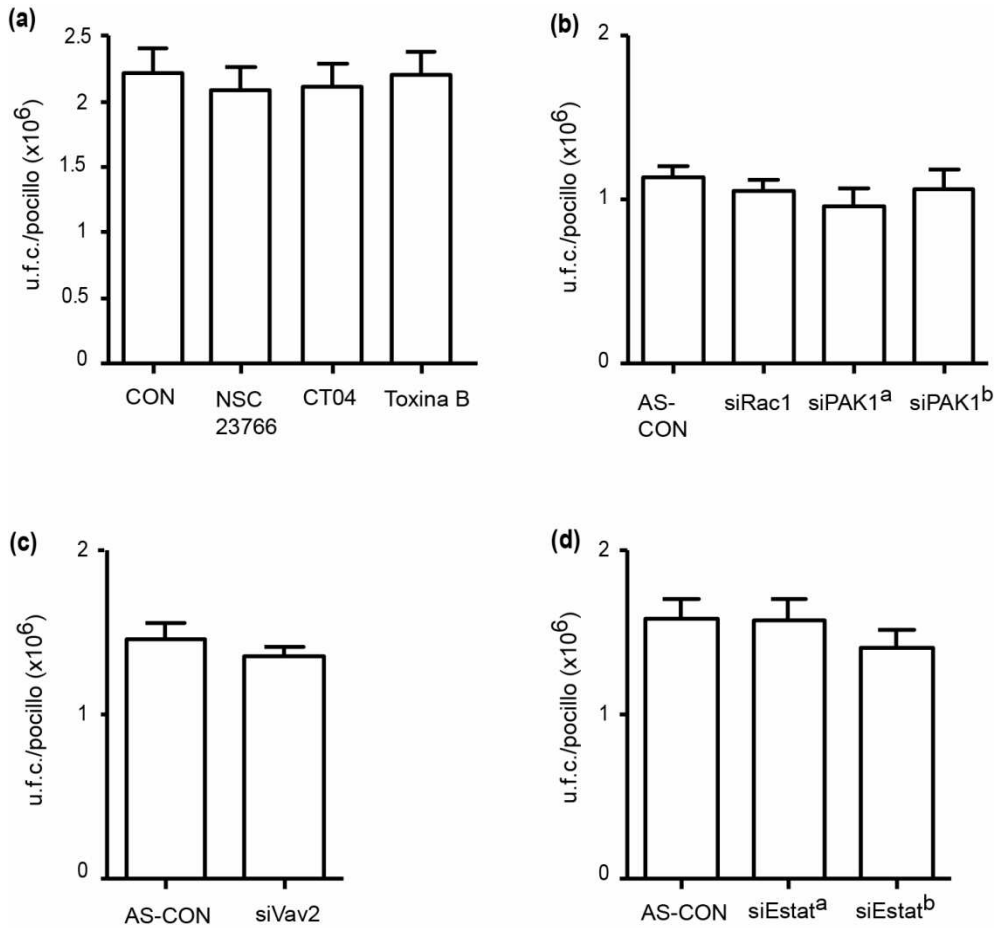 (a)
u.f.c./pocillo (x10⁶)
2.5
2
1.5
1
0.5
0
CON
NSC
23766
CT04
Toxina B
(b)
u.f.c./pocillo (x10⁶)
2
1
0
AS-
CON
siRac1
siPAK1ᵃ
siPAK1ᵇ
(c)
u.f.c./pocillo (x10⁶)
2
1
0
AS-CON
siVav2
(d)
u.f.c./pocillo (x10⁶)
2
1
0
AS-CON
siEstatᵃ
siEstatᵇ